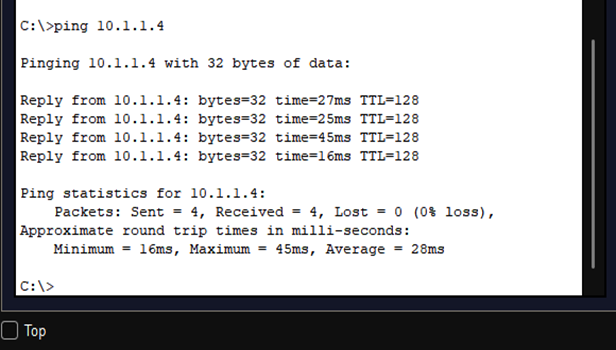 C:\>ping 10.1.1.4
Pinging 10.1.1.4 with 32 bytes of data:
Reply from 10.1.1.4: bytes=32 time=27ms TTL=128
Reply from 10.1.1.4: bytes=32 time=25ms TTL=128
Reply from 10.1.1.4: bytes=32 time=45ms TTL=128
Reply from 10.1.1.4: bytes=32 time=16ms TTL=128
Ping statistics for 10.1.1.4:
    Packets: Sent = 4, Received = 4, Lost = 0 (0% loss),
Approximate round trip times in milli-seconds:
    Minimum = 16ms, Maximum = 45ms, Average = 28ms
C:\>
Top